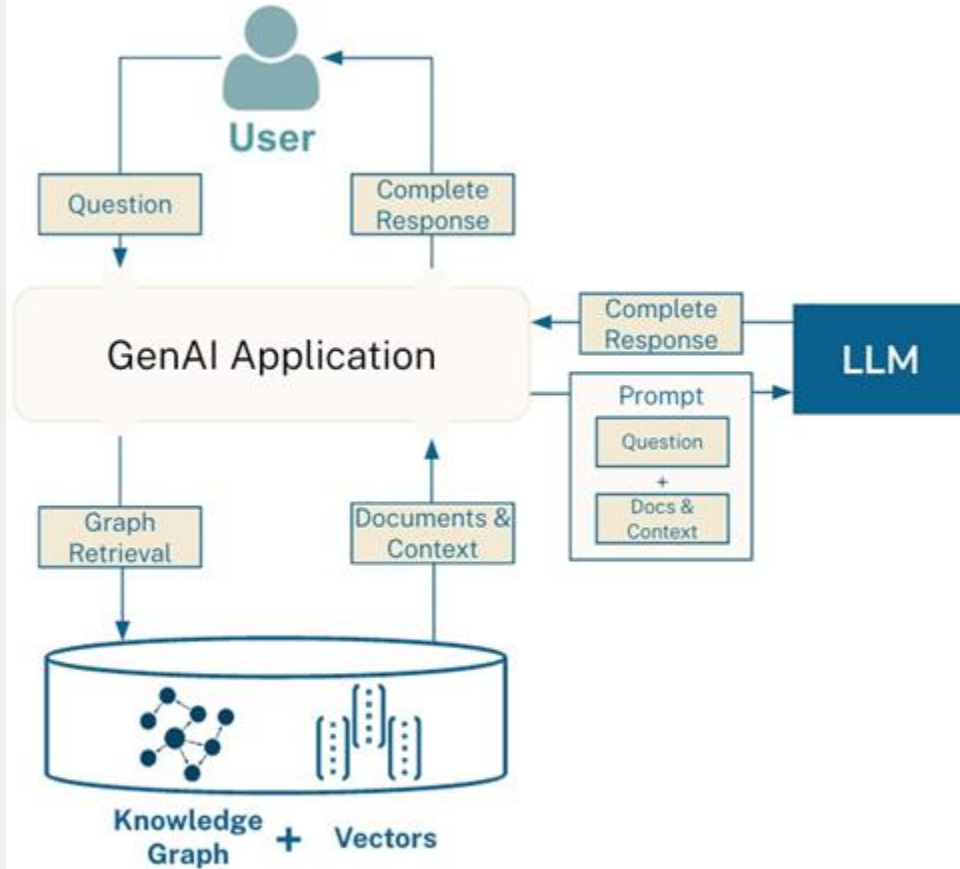 User
Question
Complete
Response
GenAI Application
Complete
Response
LLM
Prompt
Question
+
Docs &
Context
Graph
Retrieval
Documents &
Context
Knowledge
Graph
+
Vectors